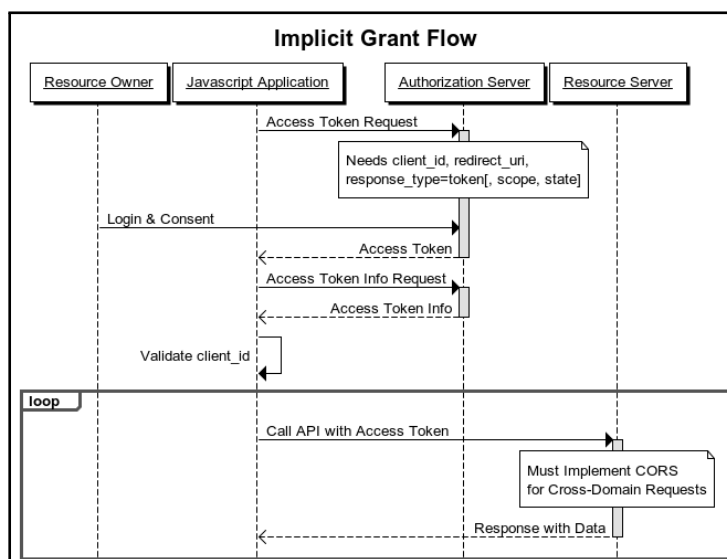 Implicit Grant Flow
Resource Owner
Javascript Application
Authorization Server
Resource Server
Access Token Request
Needs client_id, redirect_uri,
response_type=token[, scope, state]
Login & Consent
Access Token
Access Token Info Request
Access Token Info
Validate client_id
loop
Call API with Access Token
Must Implement CORS
for Cross-Domain Requests
Response with Data